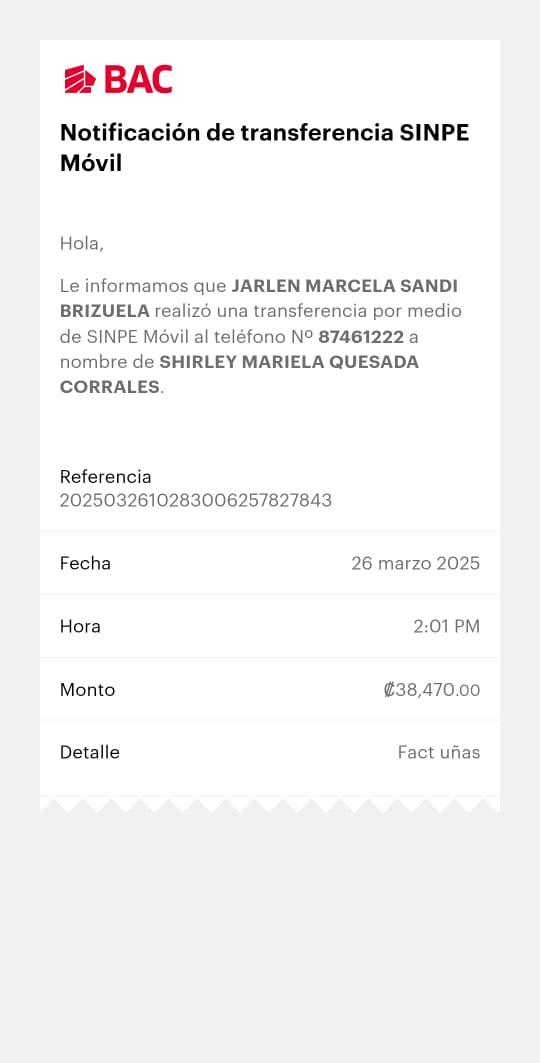 BAC
Notificación de transferencia SINPE
Móvil
Hola,
Le informamos que JARLEN MARCELA SANDI
BRIZUELA realizó una transferencia por medio
de SINPE Móvil al teléfono Nº 87461222 a
nombre de SHIRLEY MARIELA QUESADA
CORRALES.
Referencia
2025032610283006257827843
Fecha 26 marzo 2025
Hora 2:01 PM
Monto ₡38,470.00
Detalle Fact uñas